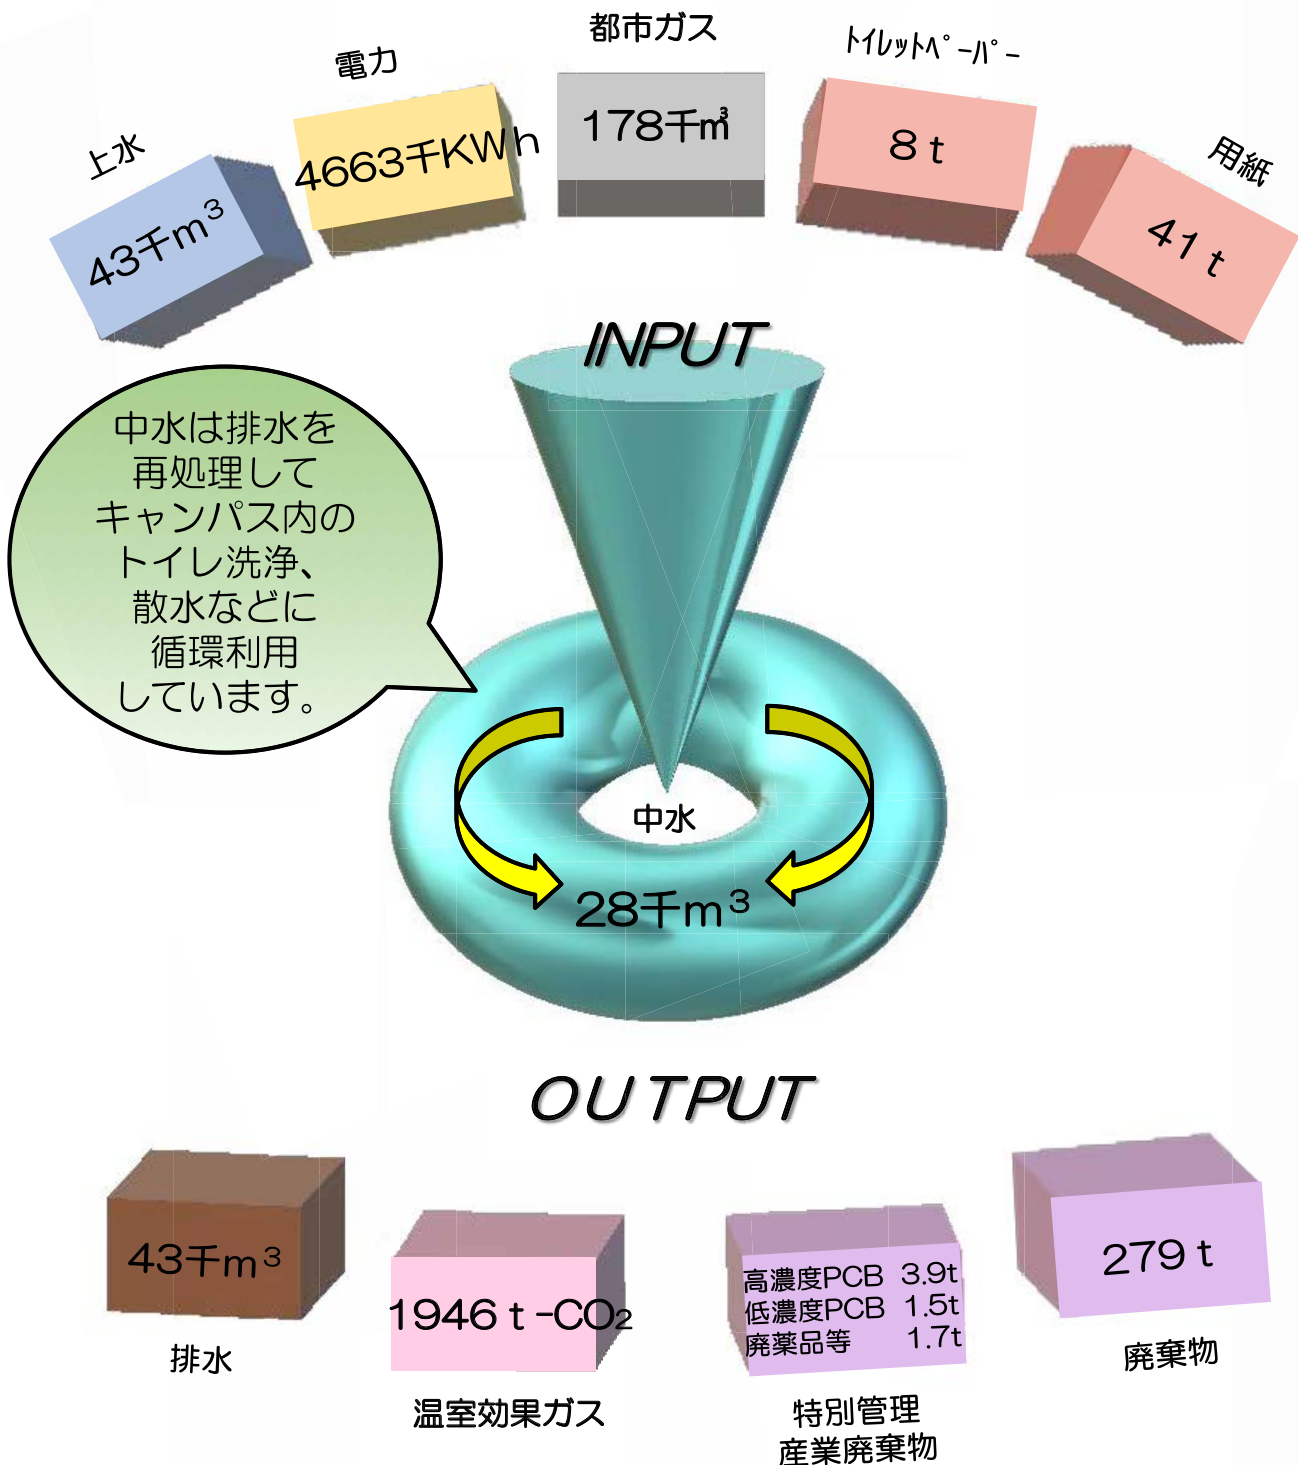 都市ガス
電力
トイレットペーパー
上水
用紙
178千㎥
4663千KWh
8t
43千m³
41t
INPUT
中水は排水を
再処理して
キャンパス内の
トイレ洗浄、
散水などに
循環利用
しています。
中水
28千m³
OUTPUT
43千m³
排水
1946t-CO₂
温室効果ガス
高濃度PCB 3.9t
低濃度PCB 1.5t
廃薬品等 1.7t
特別管理
産業廃棄物
279t
廃棄物